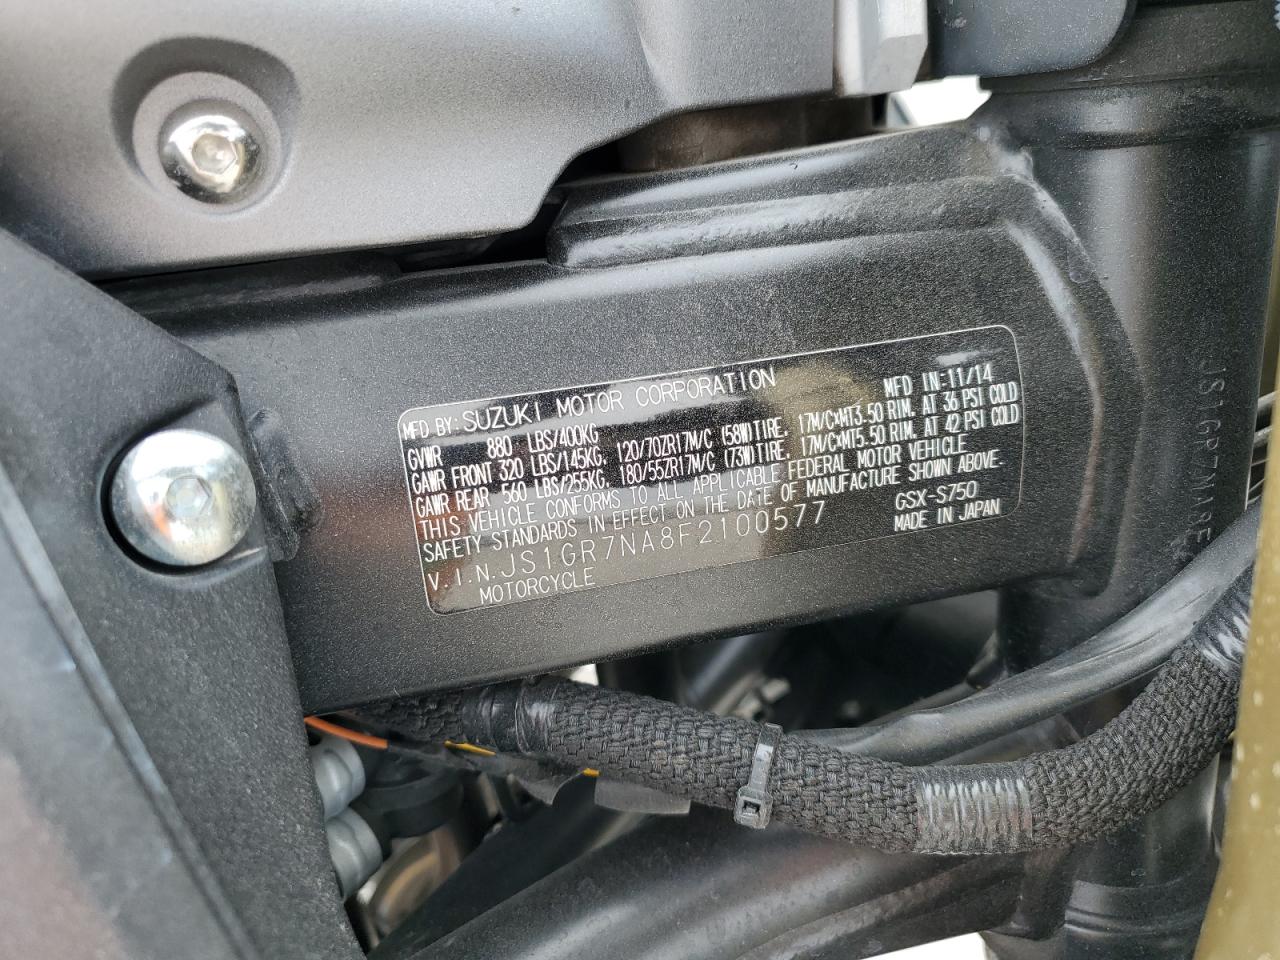 MFD BY: SUZUKI MOTOR CORPORATION MFD IN: 11/14
GVWR 880 LBS/400KG
GAWR FRONT 320 LBS/145KG. 120/70ZR17M/C (58W)TIRE. 17M/CxMT3.50 RIM. AT 36 PSI COLD
GAWR REAR 560 LBS/255KG. 180/55ZR17M/C (73W)TIRE. 17M/CxMT5.50 RIM. AT 42 PSI COLD
THIS VEHICLE CONFORMS TO ALL APPLICABLE FEDERAL MOTOR VEHICLE
SAFETY STANDARDS IN EFFECT ON THE DATE OF MANUFACTURE SHOWN ABOVE.
V.I.N. JS1GR7NA8F2100577 GSX-S750
MOTORCYCLE MADE IN JAPAN